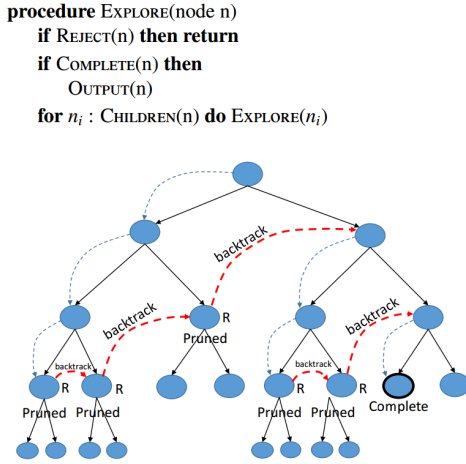 procedure EXPLORE(node n)
if REJECT(n) then return
if COMPLETE(n) then
OUTPUT(n)
for nᵢ : CHILDREN(n) do EXPLORE(nᵢ)
backtrack
backtrack
R
backtrack
Pruned
backtrack
R
R
backtrack
R
Pruned
Pruned
Pruned
Pruned
Complete